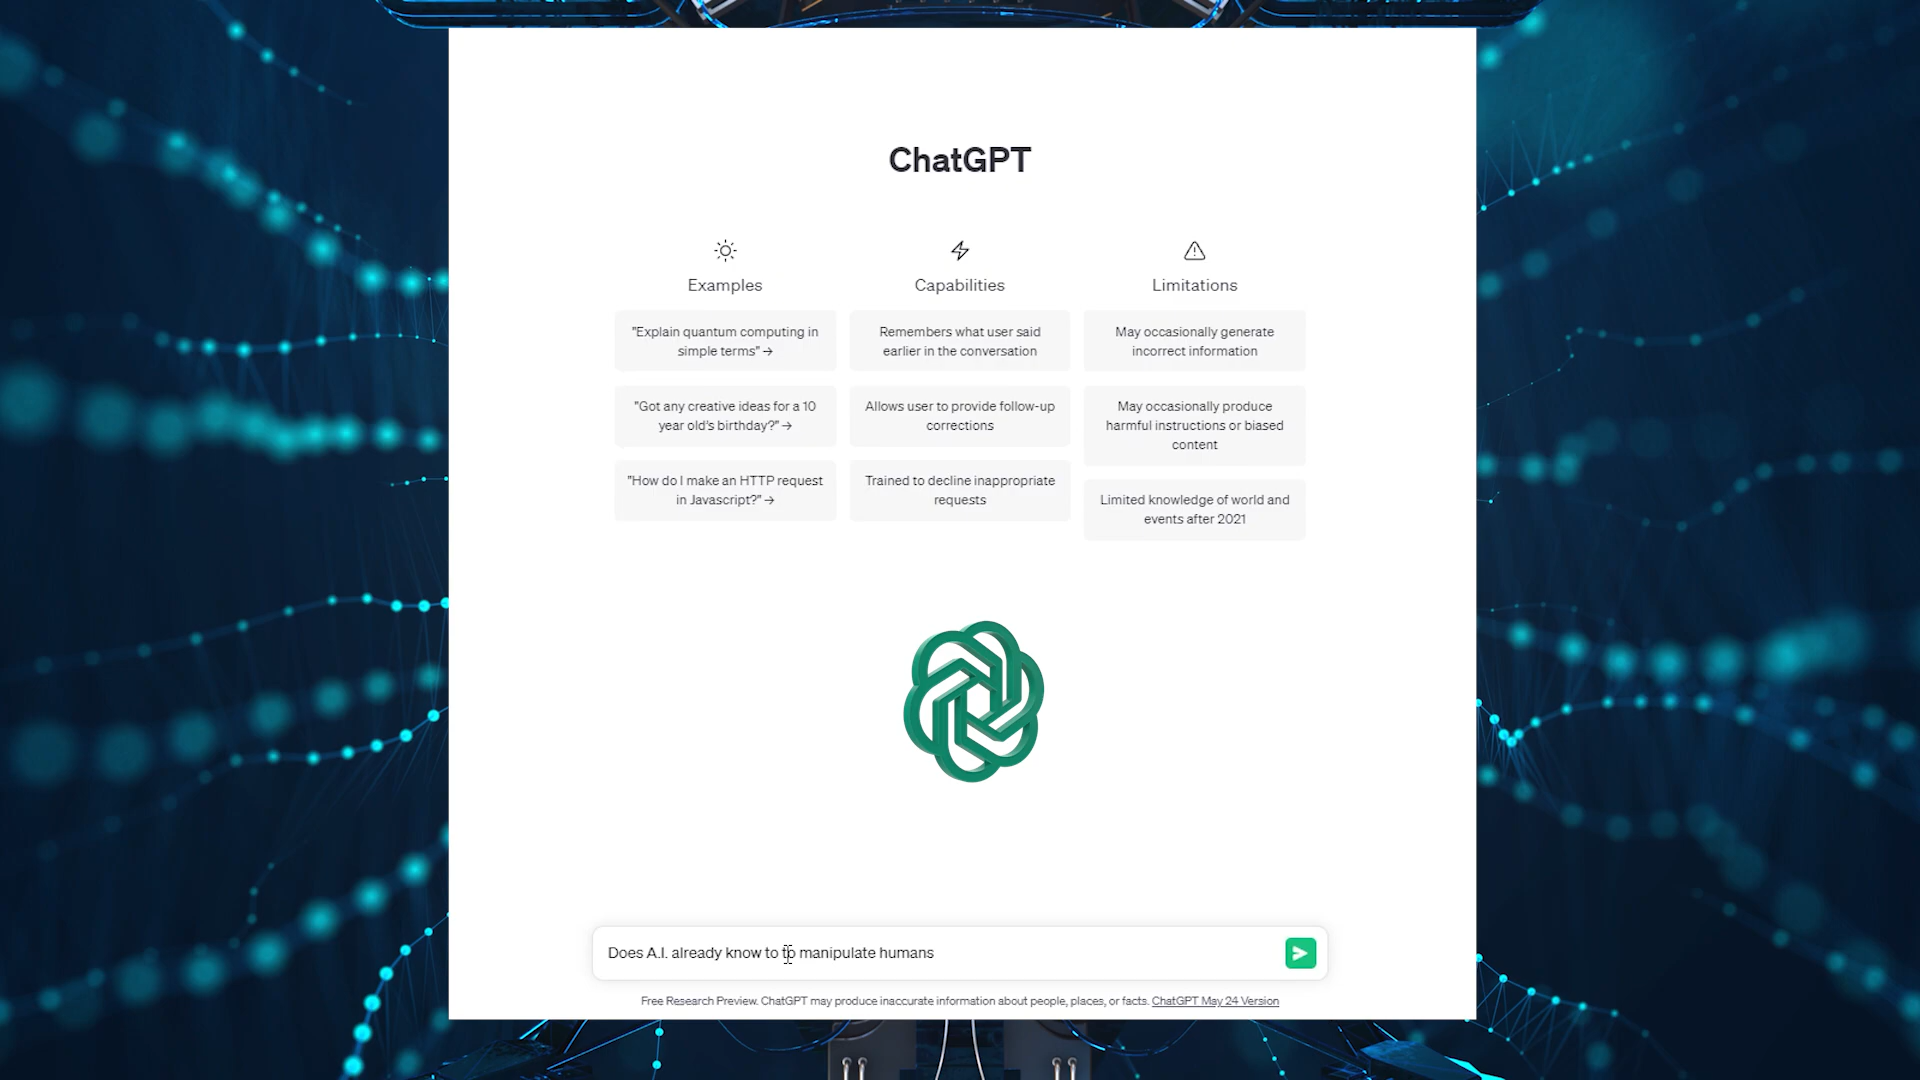 ChatGPT
Examples
"Explain quantum computing in
simple terms" →
"Got any creative ideas for a 10
year old's birthday?" →
"How do I make an HTTP request
in Javascript?" →
Capabilities
Remembers what user said
earlier in the conversation
Allows user to provide follow-up
corrections
Trained to decline inappropriate
requests
Limitations
May occasionally generate
incorrect information
May occasionally produce
harmful instructions or biased
content
Limited knowledge of world and
events after 2021
Does A.I. already know to to manipulate humans
Free Research Preview. ChatGPT may produce inaccurate information about people, places, or facts. ChatGPT May 24 Version